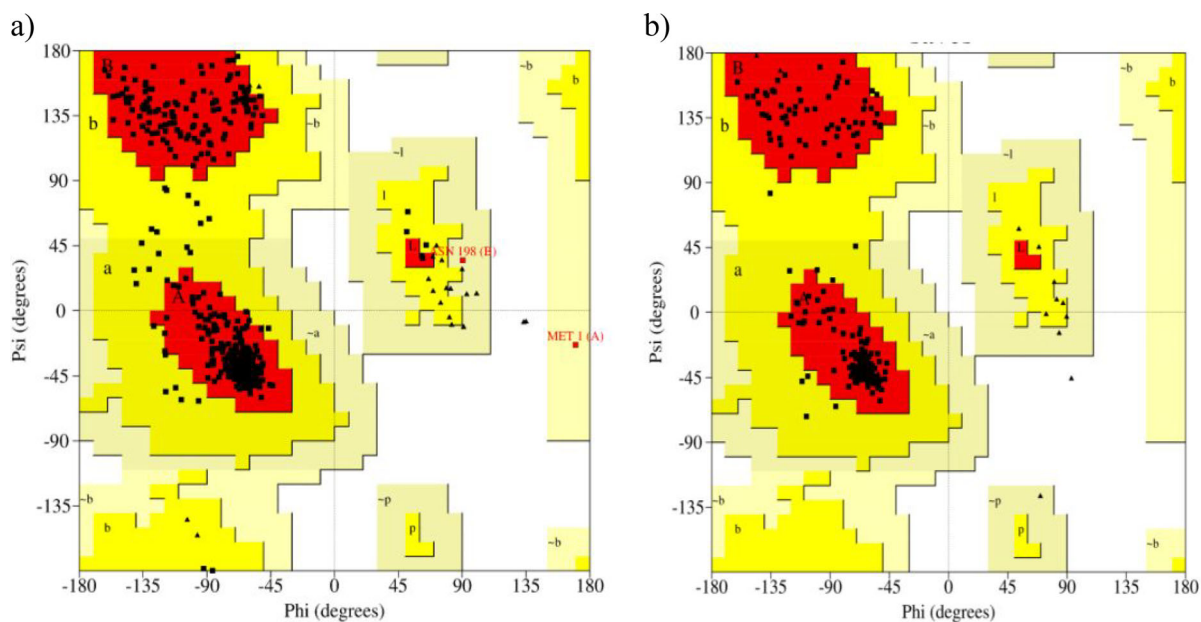 a)
b)
180
135
90
45
0
-45
-90
-135
Psi (degrees)
B
b
~b
~b
b
~l
l
L
ASN 198 (E)
a
A
~a
MET 1 (A)
~b
b
~p
p
~b
-180 -135 -90 -45 0 45 90 135 180
Phi (degrees)
180
135
90
45
0
-45
-90
-135
Psi (degrees)
B
b
~b
~b
b
~l
l
L
a
A
~a
~b
b
~p
p
~b
-180 -135 -90 -45 0 45 90 135 180
Phi (degrees)